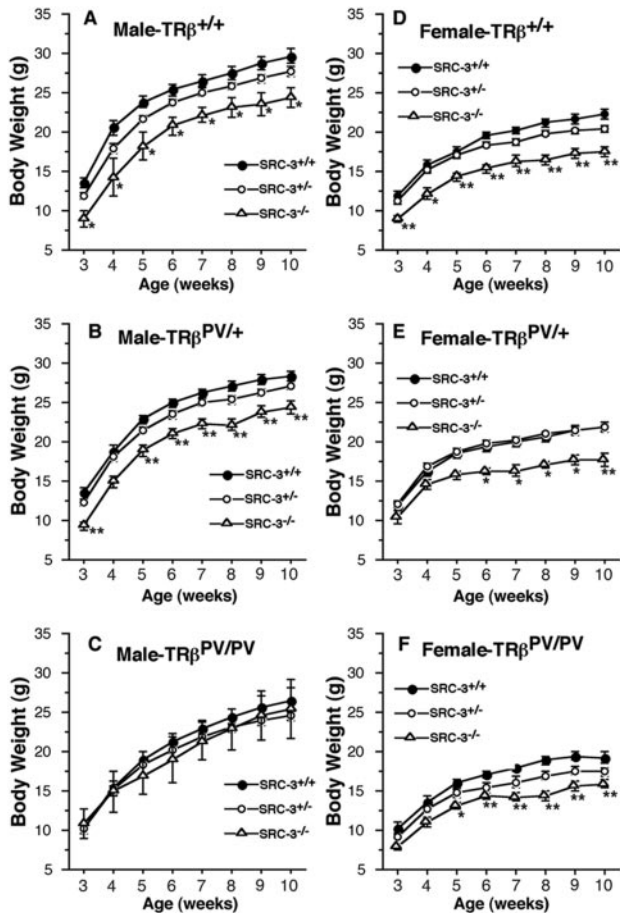 A Male-TRβ+/+
Body Weight (g)
35
30
25
20
15
10
5
SRC-3+/+
SRC-3+/-
SRC-3-/-
* * * * * * * *
3 4 5 6 7 8 9 10
Age (weeks)
D Female-TRβ+/+
Body Weight (g)
35
30
25
20
15
10
5
SRC-3+/+
SRC-3+/-
SRC-3-/-
** * ** ** ** ** ** **
3 4 5 6 7 8 9 10
Age (weeks)
B Male-TRβPV/+
Body Weight (g)
35
30
25
20
15
10
5
SRC-3+/+
SRC-3+/-
SRC-3-/-
** ** ** ** ** ** **
3 4 5 6 7 8 9 10
Age (weeks)
E Female-TRβPV/+
Body Weight (g)
35
30
25
20
15
10
5
SRC-3+/+
SRC-3+/-
SRC-3-/-
* * * * **
3 4 5 6 7 8 9 10
Age (weeks)
C Male-TRβPV/PV
Body Weight (g)
35
30
25
20
15
10
5
SRC-3+/+
SRC-3+/-
SRC-3-/-
3 4 5 6 7 8 9 10
Age (weeks)
F Female-TRβPV/PV
Body Weight (g)
35
30
25
20
15
10
5
SRC-3+/+
SRC-3+/-
SRC-3-/-
* ** ** ** ** **
3 4 5 6 7 8 9 10
Age (weeks)